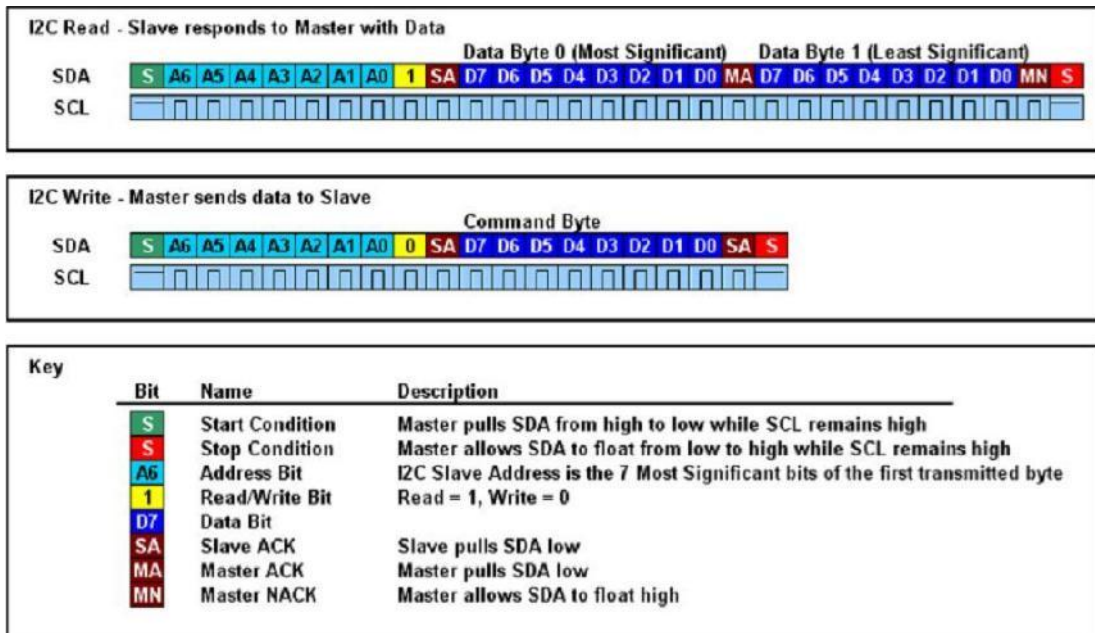 I2C Read - Slave responds to Master with Data
Data Byte 0 (Most Significant) Data Byte 1 (Least Significant)
SDA S A6 A5 A4 A3 A2 A1 A0 1 SA D7 D6 D5 D4 D3 D2 D1 D0 MA D7 D6 D5 D4 D3 D2 D1 D0 MN S
SCL
I2C Write - Master sends data to Slave
Command Byte
SDA S A6 A5 A4 A3 A2 A1 A0 0 SA D7 D6 D5 D4 D3 D2 D1 D0 SA S
SCL
Key
Bit Name Description
S Start Condition Master pulls SDA from high to low while SCL remains high
S Stop Condition Master allows SDA to float from low to high while SCL remains high
A6 Address Bit I2C Slave Address is the 7 Most Significant bits of the first transmitted byte
1 Read/Write Bit Read = 1, Write = 0
D7 Data Bit
SA Slave ACK Slave pulls SDA low
MA Master ACK Master pulls SDA low
MN Master NACK Master allows SDA to float high